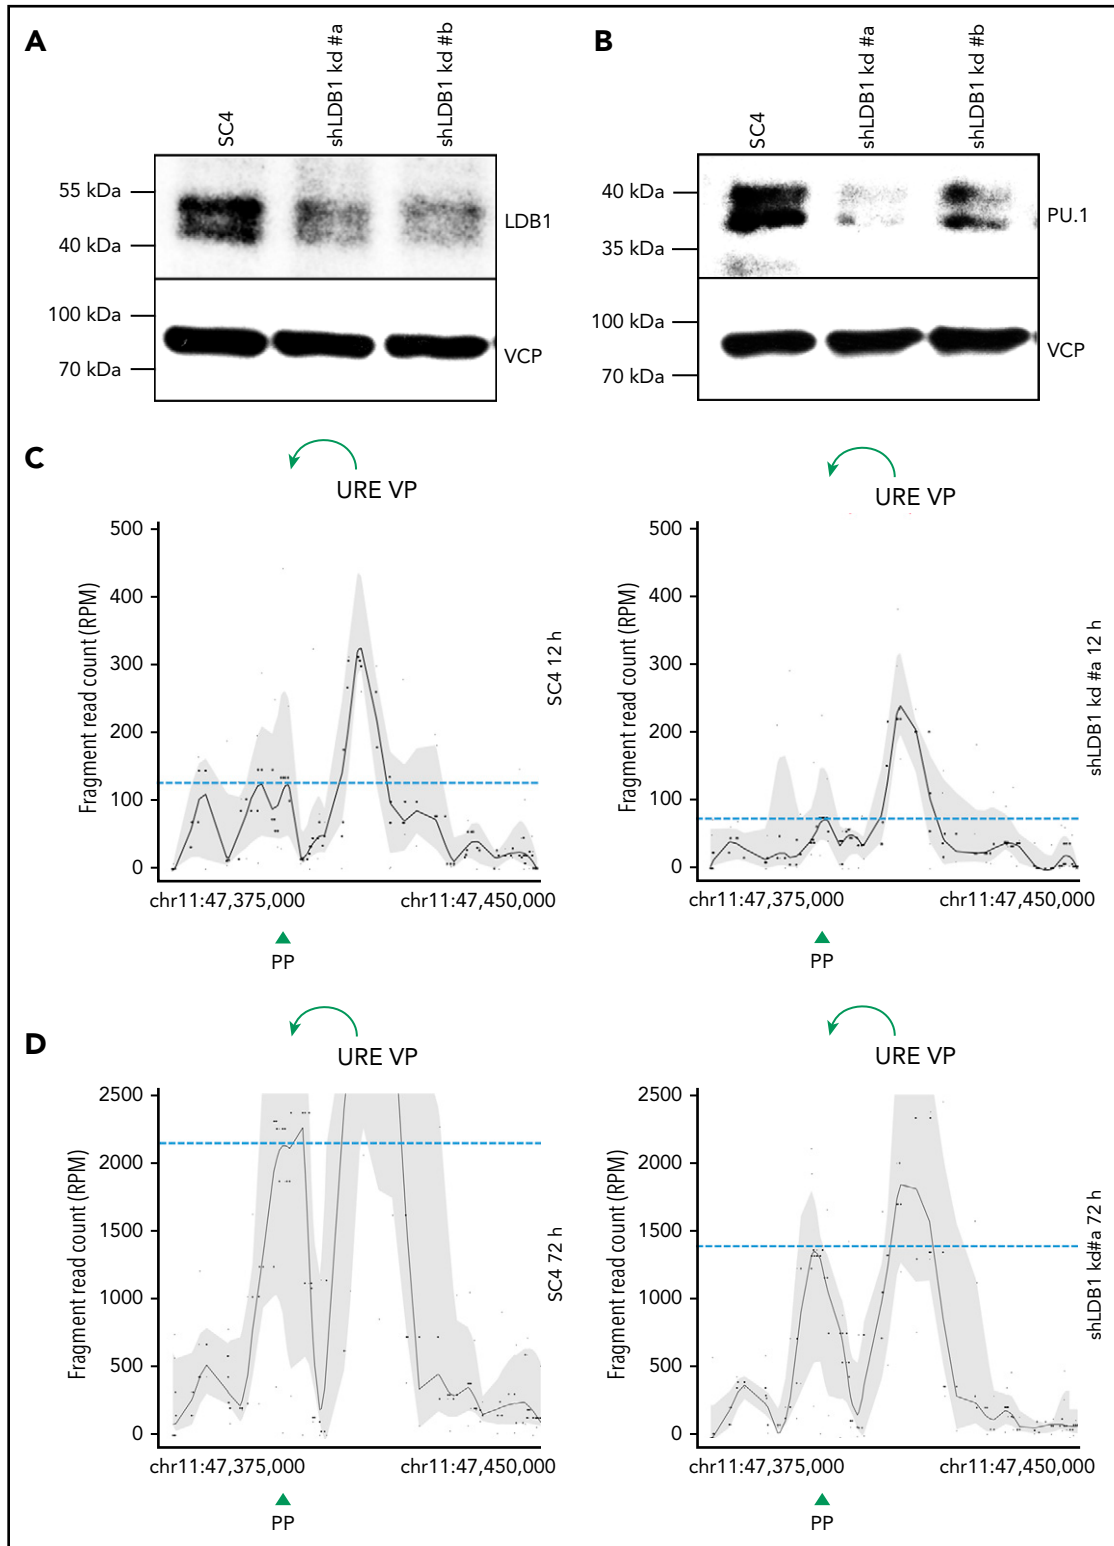 A
SC4
shLDB1 kd #a
shLDB1 kd #b
55 kDa
LDB1
40 kDa
100 kDa
VCP
70 kDa
B
SC4
shLDB1 kd #a
shLDB1 kd #b
40 kDa
PU.1
35 kDa
100 kDa
VCP
70 kDa
C
URE VP
500
400
300
200
100
0
Fragment read count (RPM)
SC4 12 h
chr11:47,375,000 chr11:47,450,000
PP
URE VP
500
400
300
200
100
0
Fragment read count (RPM)
shLDB1 kd #a 12 h
chr11:47,375,000 chr11:47,450,000
PP
D
URE VP
2500
2000
1500
1000
500
0
Fragment read count (RPM)
SC4 72 h
chr11:47,375,000 chr11:47,450,000
PP
URE VP
2500
2000
1500
1000
500
0
Fragment read count (RPM)
shLDB1 kd#a 72 h
chr11:47,375,000 chr11:47,450,000
PP